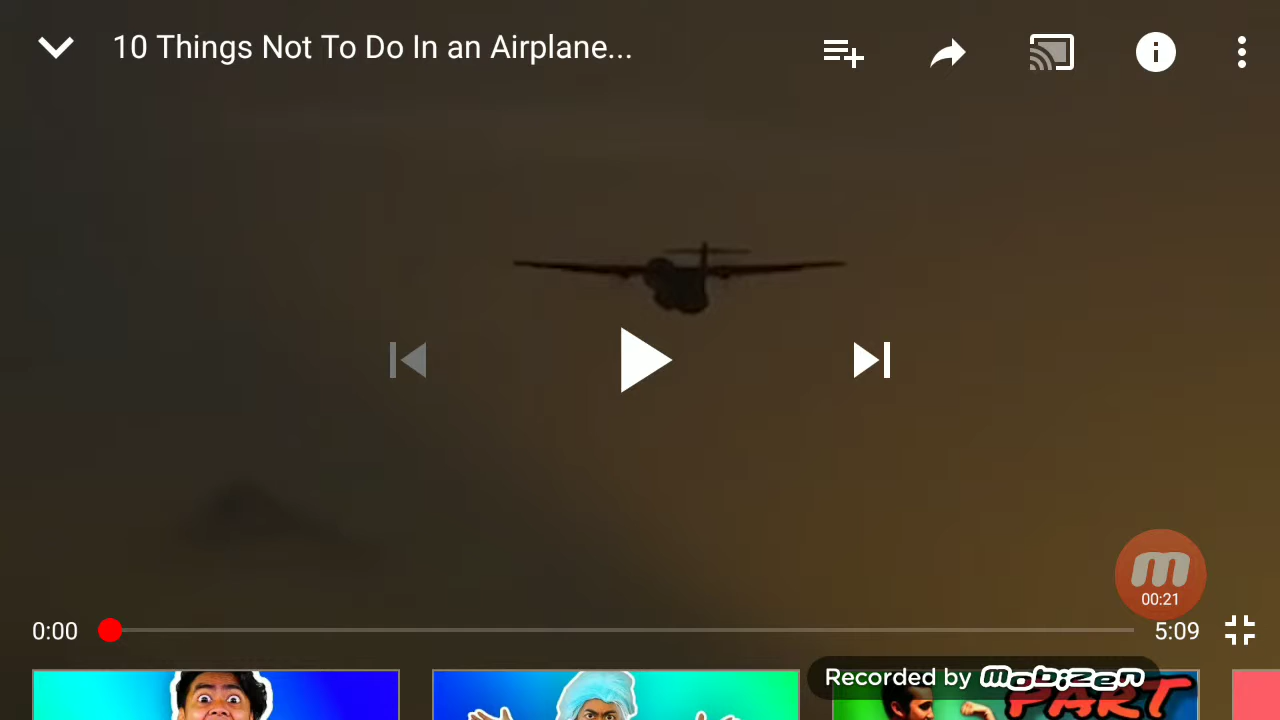 10 Things Not To Do In an Airplane...
m
00:21
0:00
5:09
Recorded by mobizen
PART